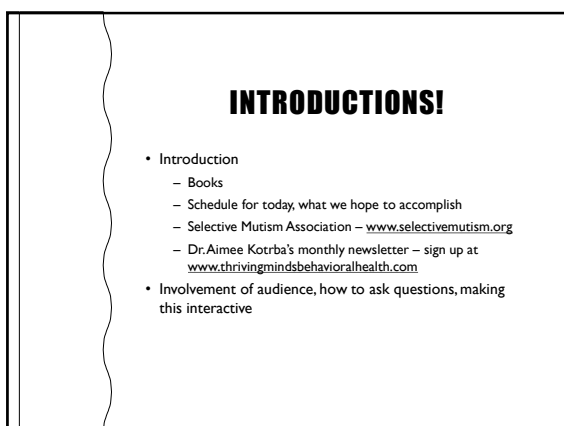 INTRODUCTIONS!
• Introduction
– Books
– Schedule for today, what we hope to accomplish
– Selective Mutism Association – www.selectivemutism.org
– Dr. Aimee Kotrba's monthly newsletter – sign up at
www.thrivingmindsbehavioralhealth.com
• Involvement of audience, how to ask questions, making
this interactive